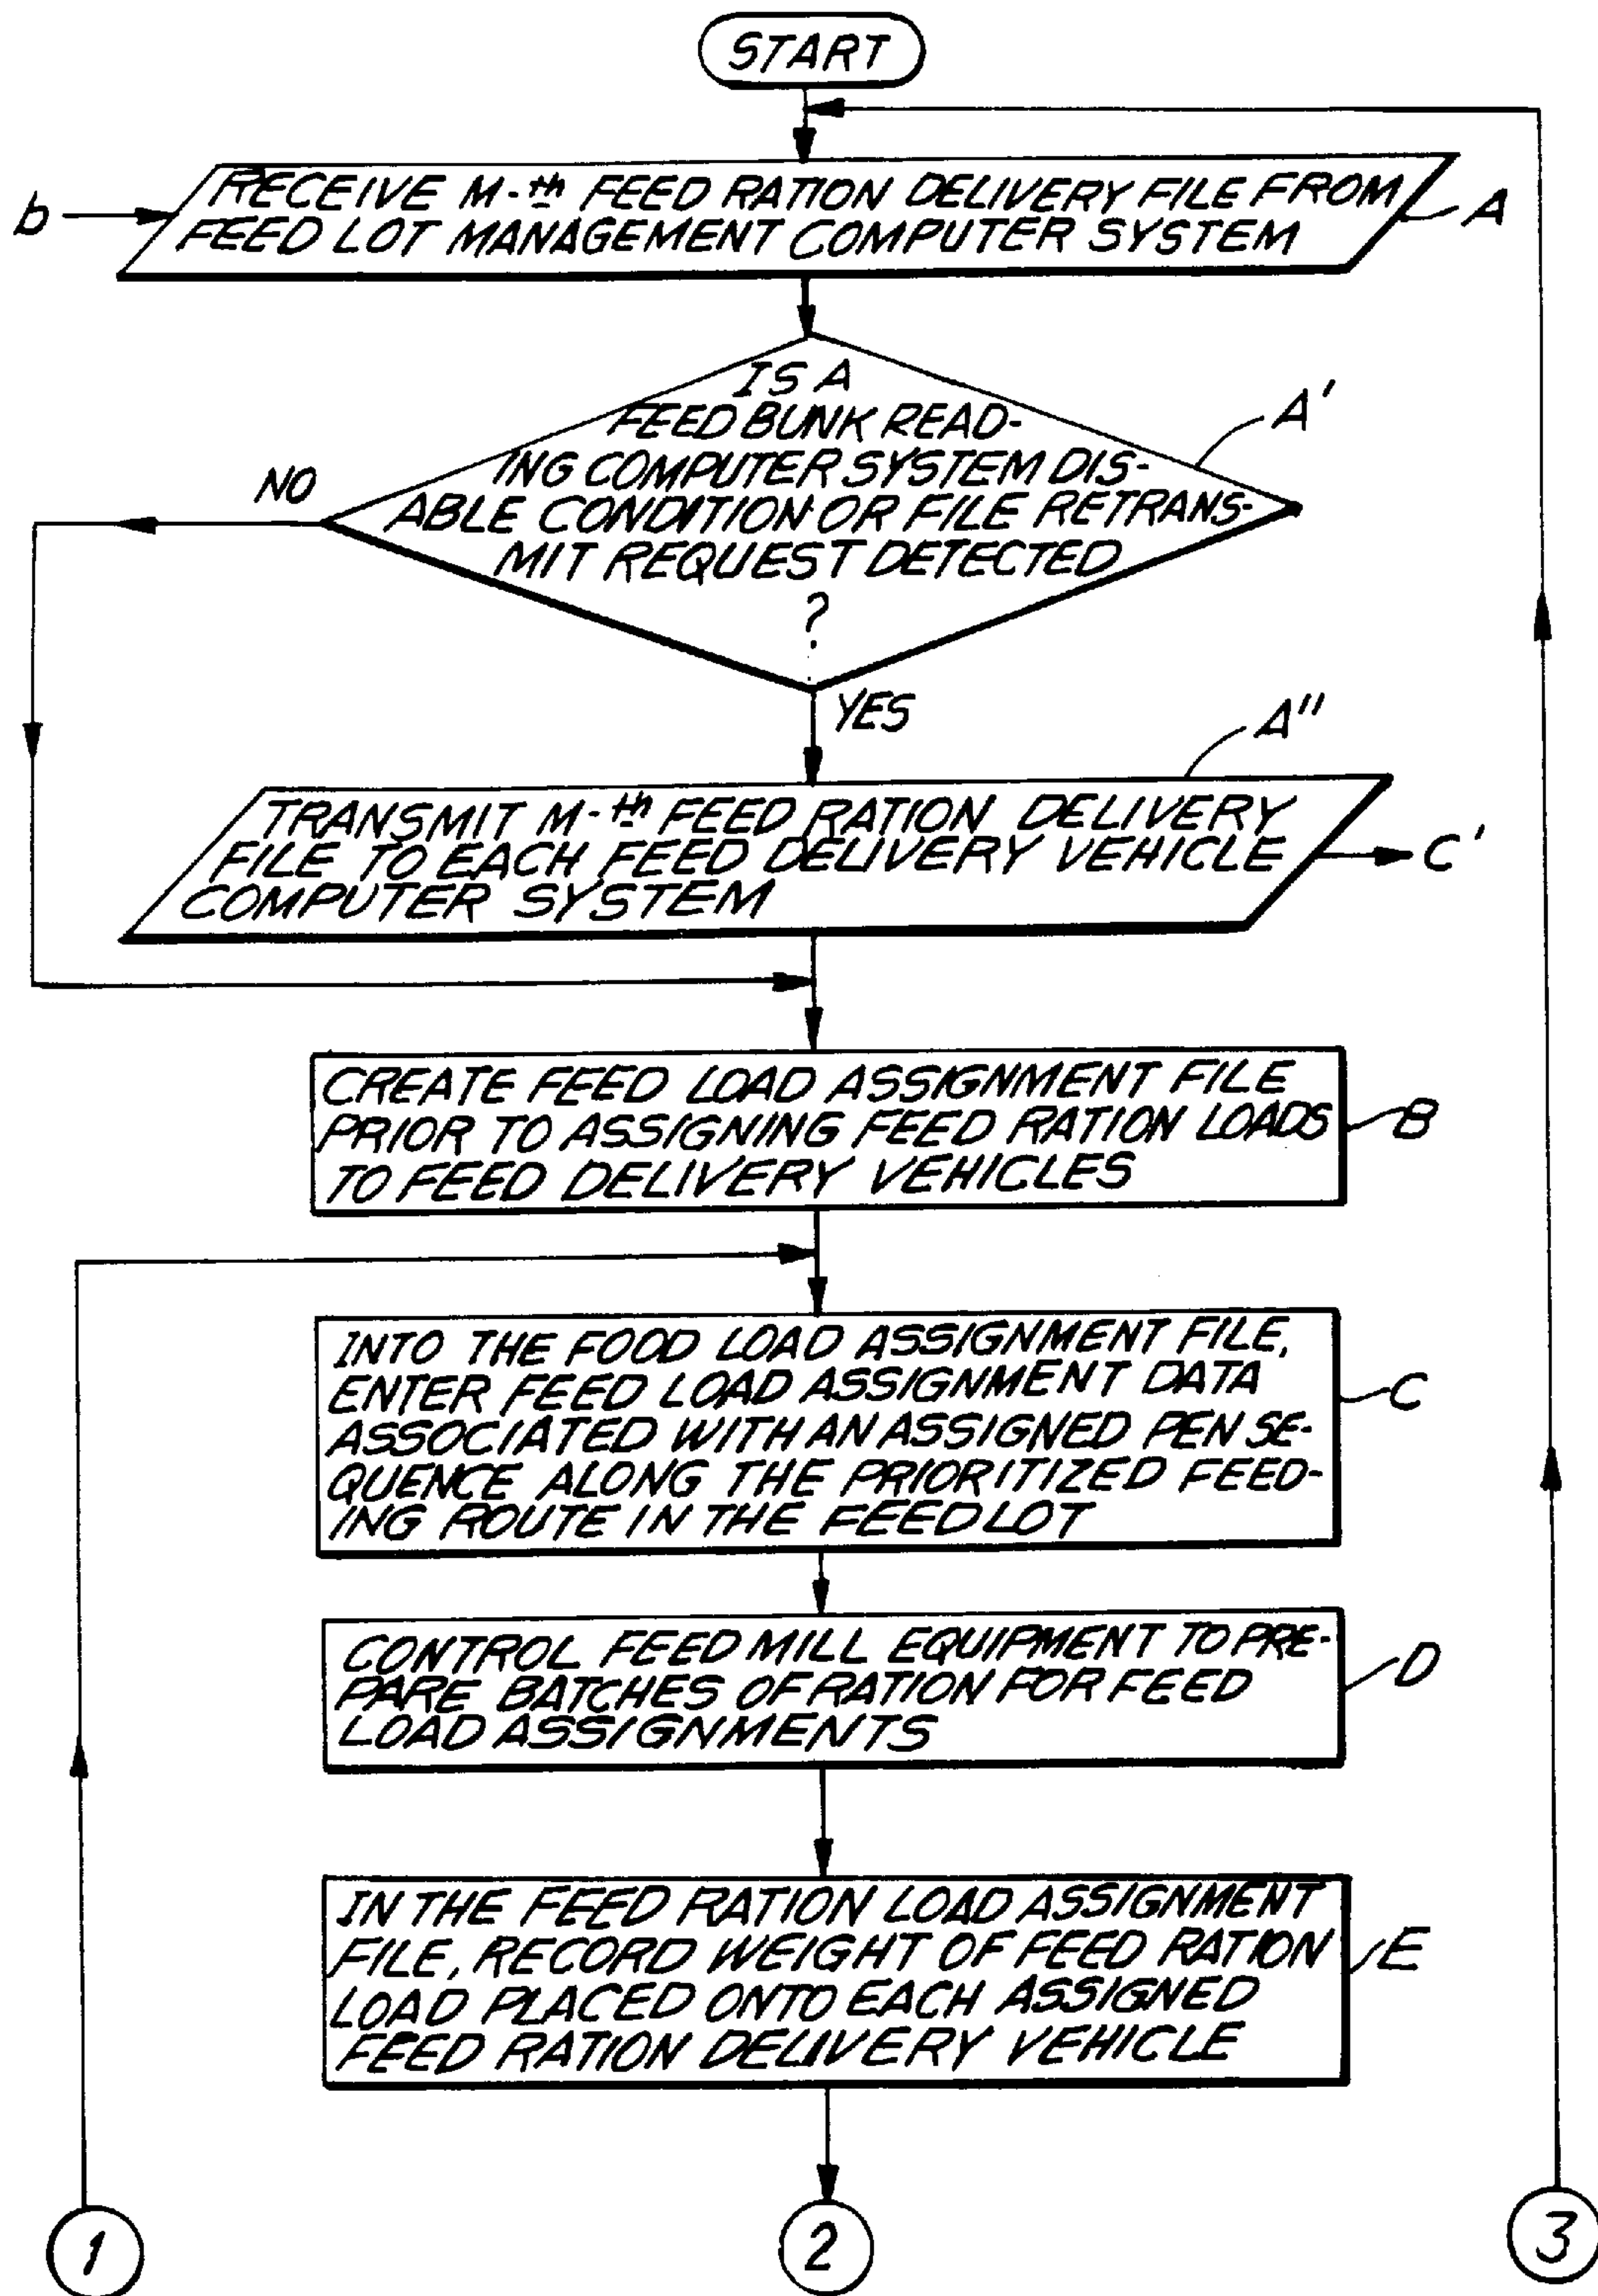 START
RECEIVE M-th FEED RATION DELIVERY FILE FROM
FEED LOT MANAGEMENT COMPUTER SYSTEM
b
A
IS A
FEED BUNK READ-
ING COMPUTER SYSTEM DIS-
ABLE CONDITION OR FILE RETRANS-
MIT REQUEST DETECTED
?
A'
NO
YES
A"
TRANSMIT M-th FEED RATION DELIVERY
FILE TO EACH FEED DELIVERY VEHICLE
COMPUTER SYSTEM
C'
CREATE FEED LOAD ASSIGNMENT FILE
PRIOR TO ASSIGNING FEED RATION LOADS
TO FEED DELIVERY VEHICLES
B
INTO THE FOOD LOAD ASSIGNMENT FILE,
ENTER FEED LOAD ASSIGNMENT DATA
ASSOCIATED WITH AN ASSIGNED PEN SE-
QUENCE ALONG THE PRIORITIZED FEED-
ING ROUTE IN THE FEEDLOT
C
CONTROL FEED MILL EQUIPMENT TO PRE-
PARE BATCHES OF RATION FOR FEED
LOAD ASSIGNMENTS
D
IN THE FEED RATION LOAD ASSIGNMENT
FILE, RECORD WEIGHT OF FEED RATION
LOAD PLACED ONTO EACH ASSIGNED
FEED RATION DELIVERY VEHICLE
E
1
2
3